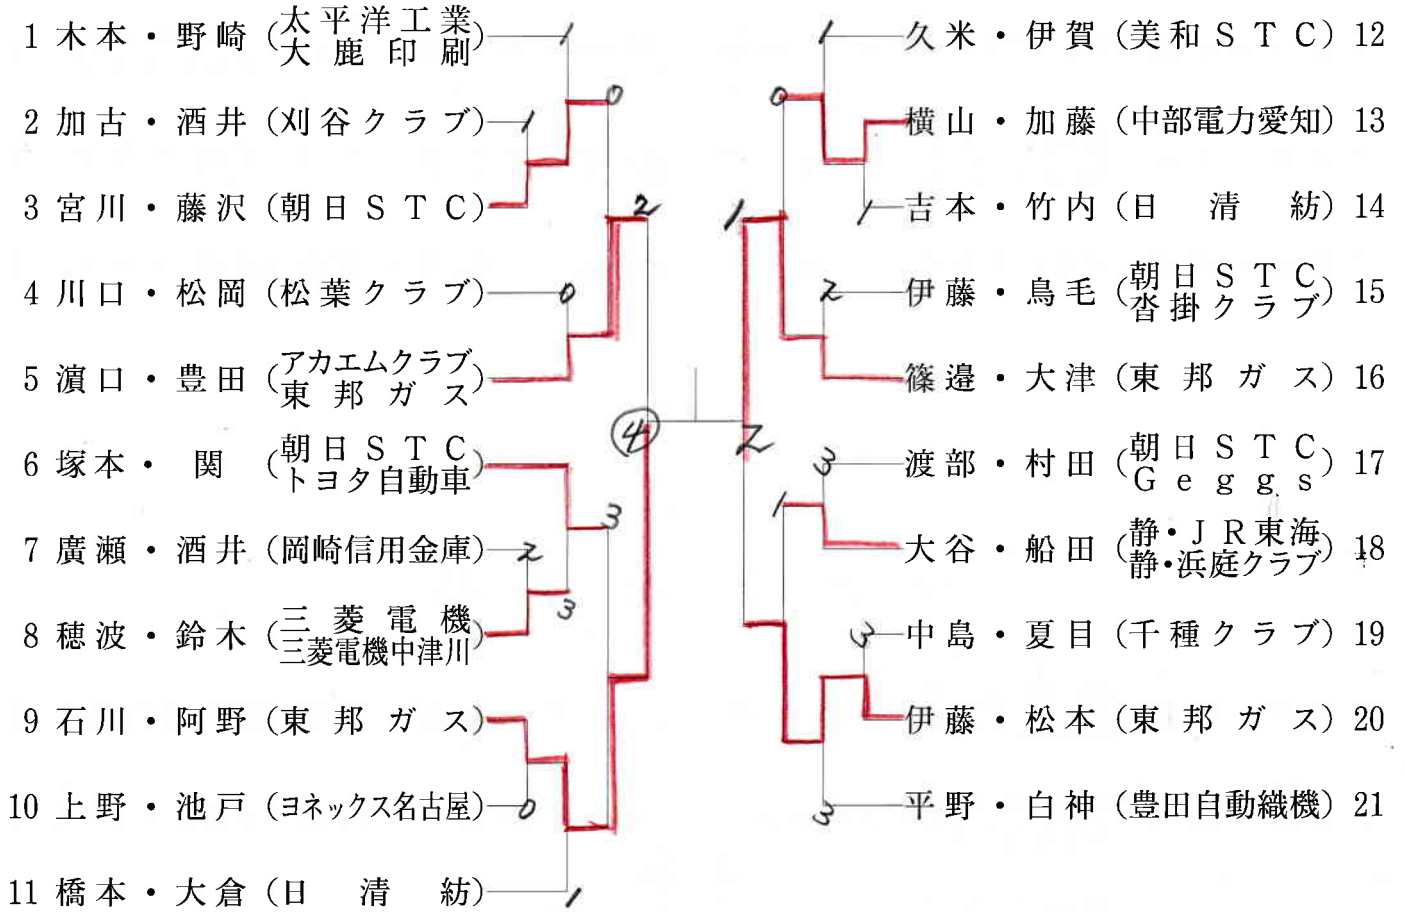 1 木本・野崎 (太平洋工業 大鹿印刷) 1
2 加古・酒井 (刈谷クラブ) 1
0
3 宮川・藤沢 (朝日STC)
2
4 川口・松岡 (松葉クラブ) 0
5 濵口・豊田 (アカエムクラブ 東邦ガス)
④
6 塚本・関 (朝日STC トヨタ自動車)
3
7 廣瀬・酒井 (岡崎信用金庫) 2
3
8 穂波・鈴木 (三菱電機 三菱電機中津川)
9 石川・阿野 (東邦ガス)
10 上野・池戸 (ヨネックス名古屋) 0
11 橋本・大倉 (日清紡) 1
1 久米・伊賀 (美和STC) 12
0
横山・加藤 (中部電力愛知) 13
1 吉本・竹内 (日清紡) 14
1
2 伊藤・鳥毛 (朝日STC 沓掛クラブ) 15
篠邉・大津 (東邦ガス) 16
2
3 渡部・村田 (朝日STC Geggs) 17
1
大谷・船田 (静・JR東海 静・浜庭クラブ) 18
3 中島・夏目 (千種クラブ) 19
伊藤・松本 (東邦ガス) 20
3 平野・白神 (豊田自動織機) 21